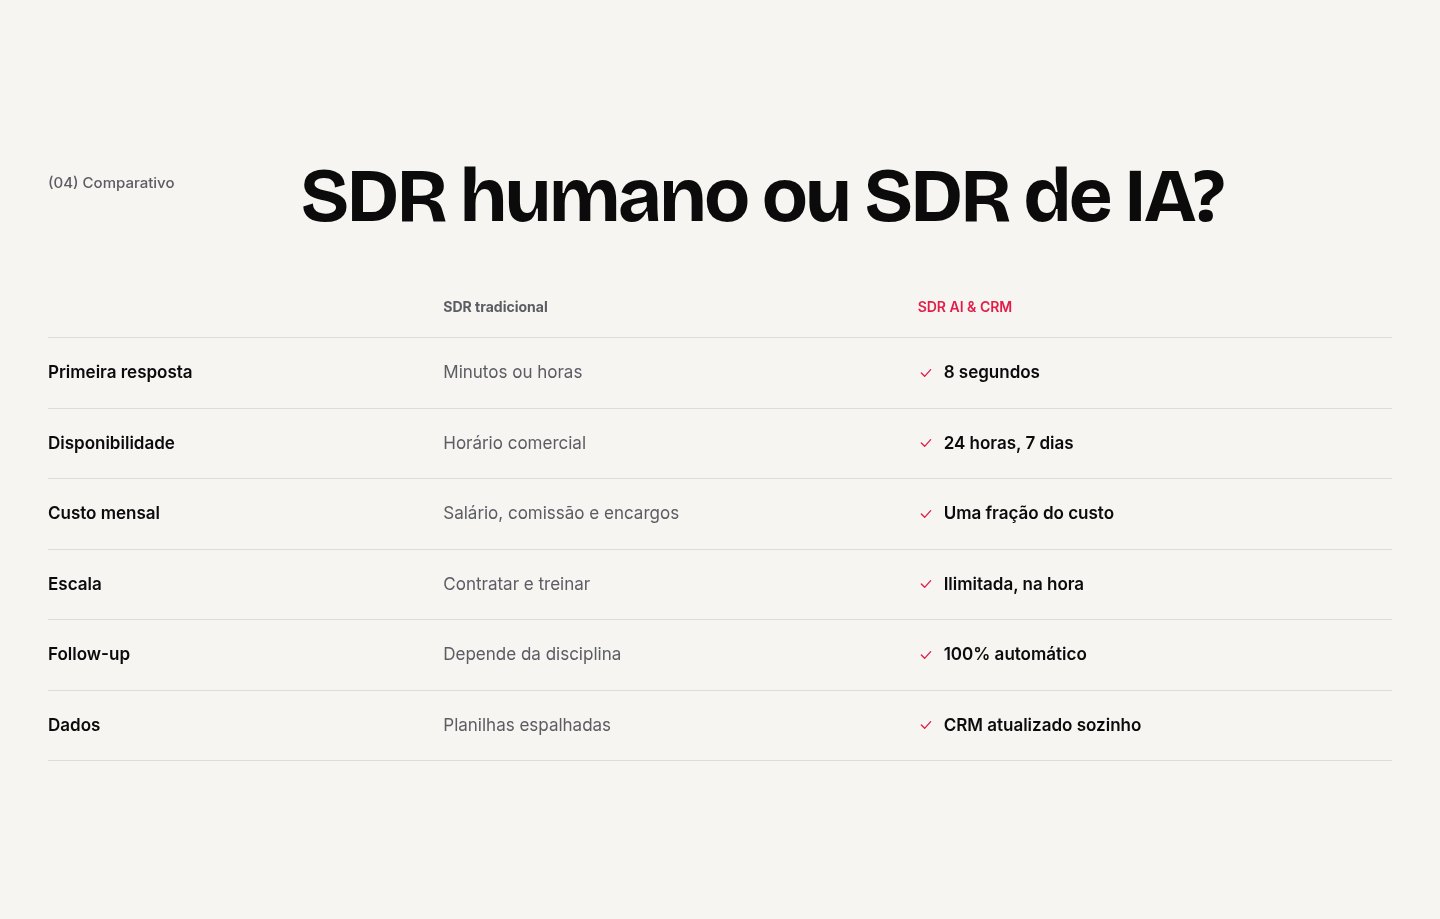 (04) Comparativo
SDR humano ou SDR de IA?
SDR tradicional
SDR AI & CRM
Primeira resposta
Minutos ou horas
8 segundos
Disponibilidade
Horário comercial
24 horas, 7 dias
Custo mensal
Salário, comissão e encargos
Uma fração do custo
Escala
Contratar e treinar
Ilimitada, na hora
Follow-up
Depende da disciplina
100% automático
Dados
Planilhas espalhadas
CRM atualizado sozinho